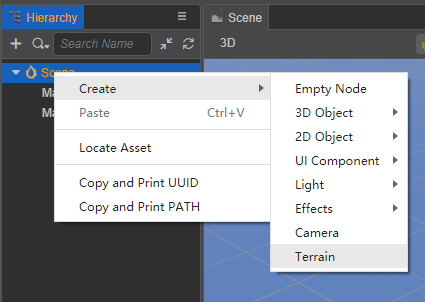 Hierarchy
Scene
Search Name
3D
Scene
Ma
Ma
Create
Paste Ctrl+V
Locate Asset
Copy and Print UUID
Copy and Print PATH
Empty Node
3D Object
2D Object
UI Component
Light
Effects
Camera
Terrain